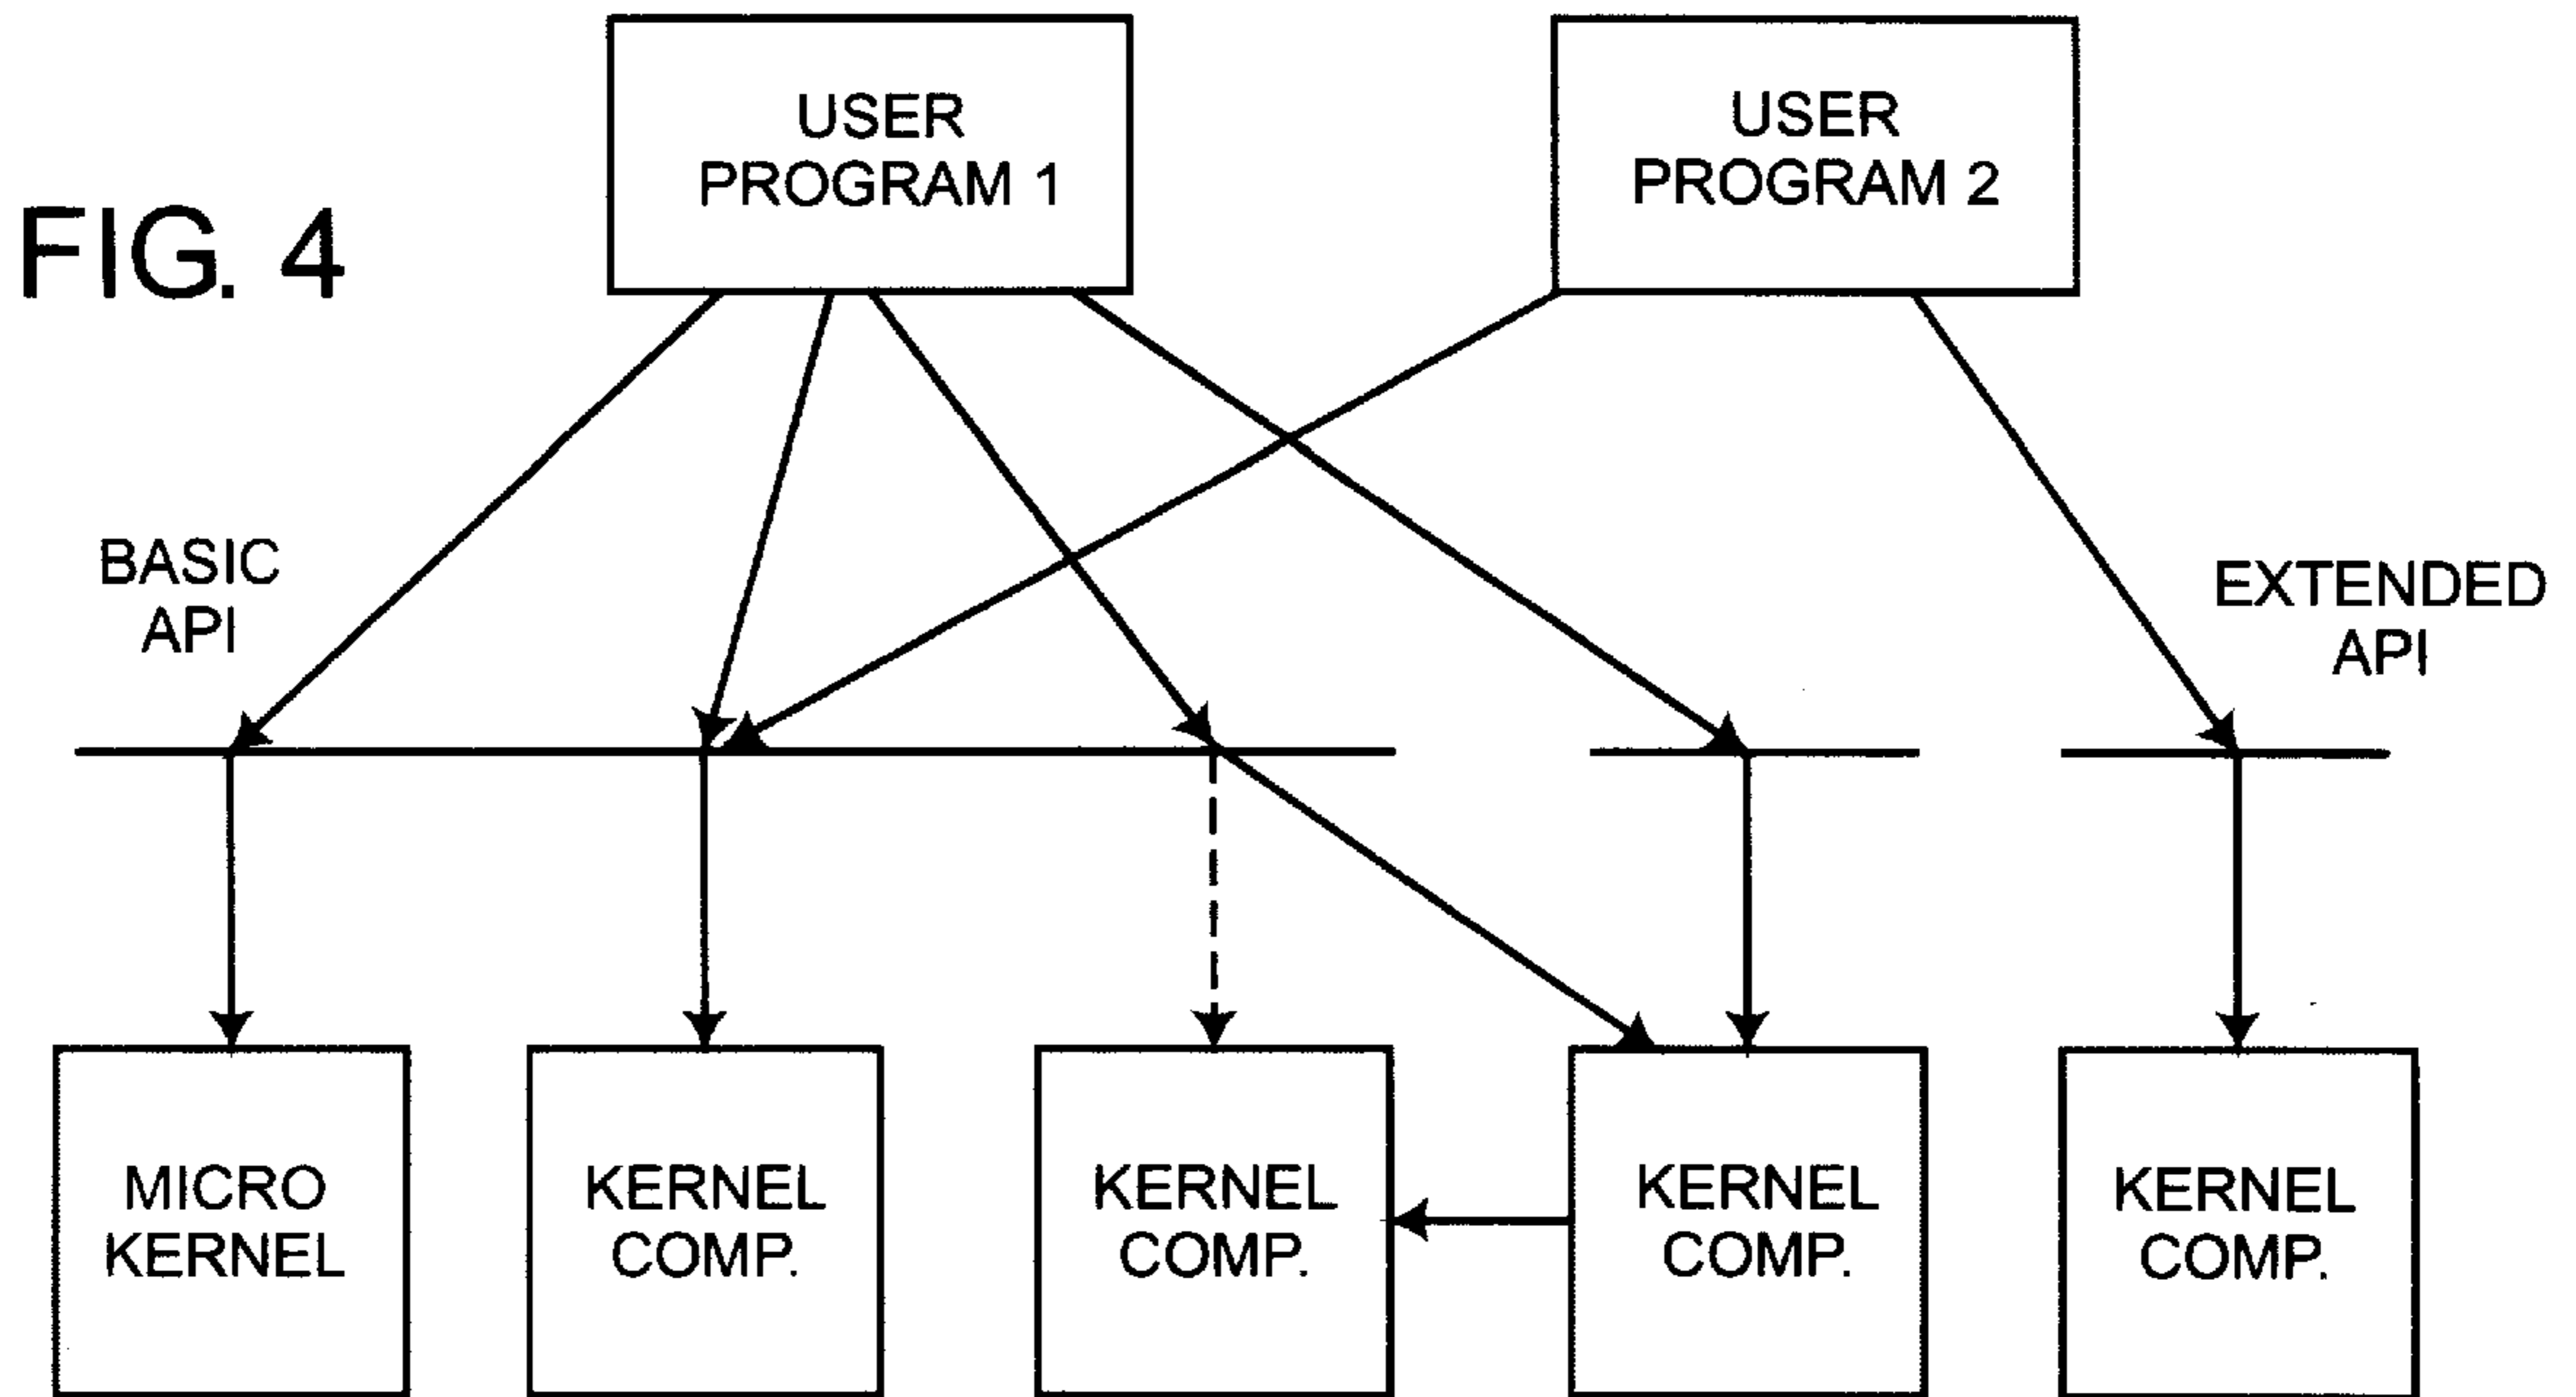 FIG. 4
USER
PROGRAM 1
USER
PROGRAM 2
BASIC
API
EXTENDED
API
MICRO
KERNEL
KERNEL
COMP.
KERNEL
COMP.
KERNEL
COMP.
KERNEL
COMP.